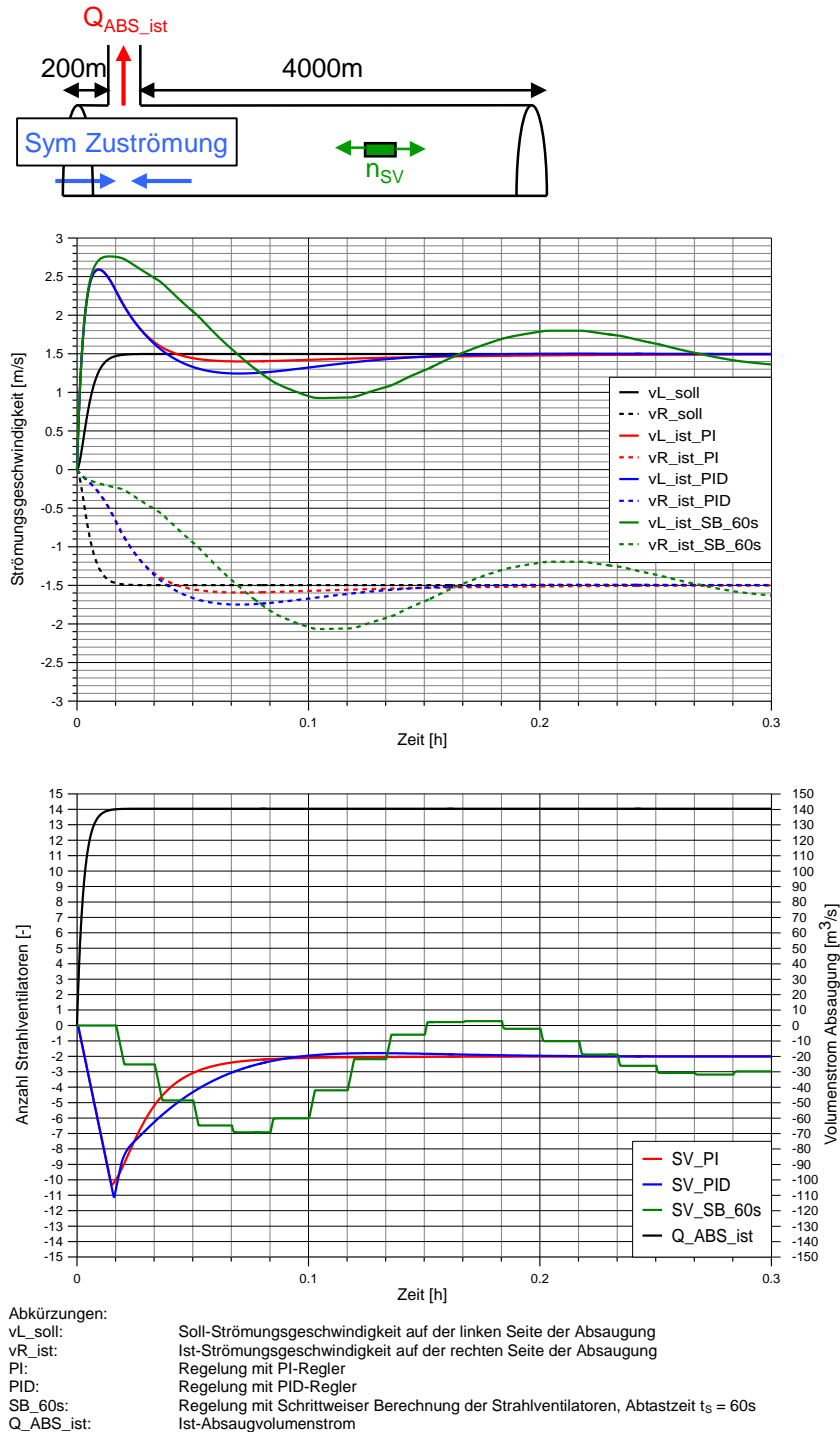 Q_ABS_ist
200m 4000m
Sym Zuströmung
n_SV
Strömungsgeschwindigkeit [m/s]
3
2.5
2
1.5
1
0.5
0
-0.5
-1
-1.5
-2
-2.5
-3
vL_soll
vR_soll
vL_ist_PI
vR_ist_PI
vL_ist_PID
vR_ist_PID
vL_ist_SB_60s
vR_ist_SB_60s
0 0.1 0.2 0.3
Zeit [h]
Anzahl Strahlventilatoren [-]
15 150
14 140
13 130
12 120
11 110
10 100
9 90
8 80
7 70
6 60
5 50
4 40
3 30
2 20
1 10
0 0
-1 -10
-2 -20
-3 -30
-4 -40
-5 -50
-6 -60
-7 -70
-8 -80
-9 -90
-10 -100
-11 -110
-12 -120
-13 -130
-14 -140
-15 -150
Volumenstrom Absaugung [m³/s]
SV_PI
SV_PID
SV_SB_60s
Q_ABS_ist
0 0.1 0.2 0.3
Zeit [h]
Abkürzungen:
vL_soll: Soll-Strömungsgeschwindigkeit auf der linken Seite der Absaugung
vR_ist: Ist-Strömungsgeschwindigkeit auf der rechten Seite der Absaugung
PI: Regelung mit PI-Regler
PID: Regelung mit PID-Regler
SB_60s: Regelung mit Schrittweiser Berechnung der Strahlventilatoren, Abtastzeit t_S = 60s
Q_ABS_ist: Ist-Absaugvolumenstrom